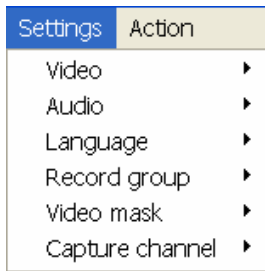 Settings Action
Video
Audio
Language
Record group
Video mask
Capture channel